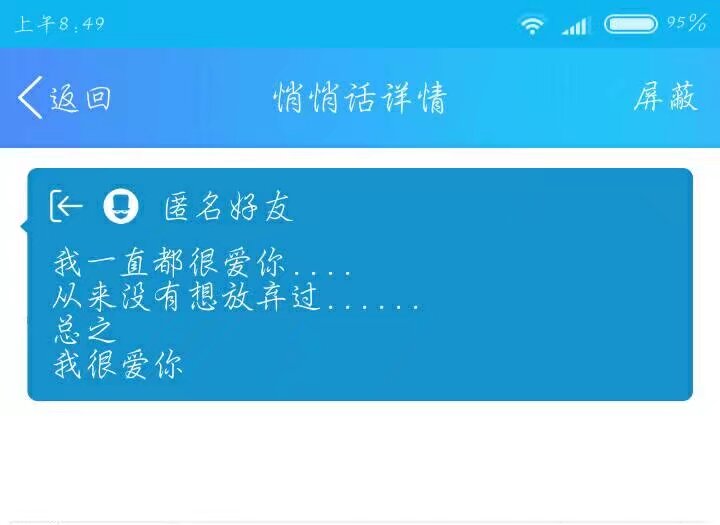 上午8:49
95%
返回
悄悄话详情
屏蔽
匿名好友
我一直都很爱你....
从来没有想放弃过......
总之
我很爱你